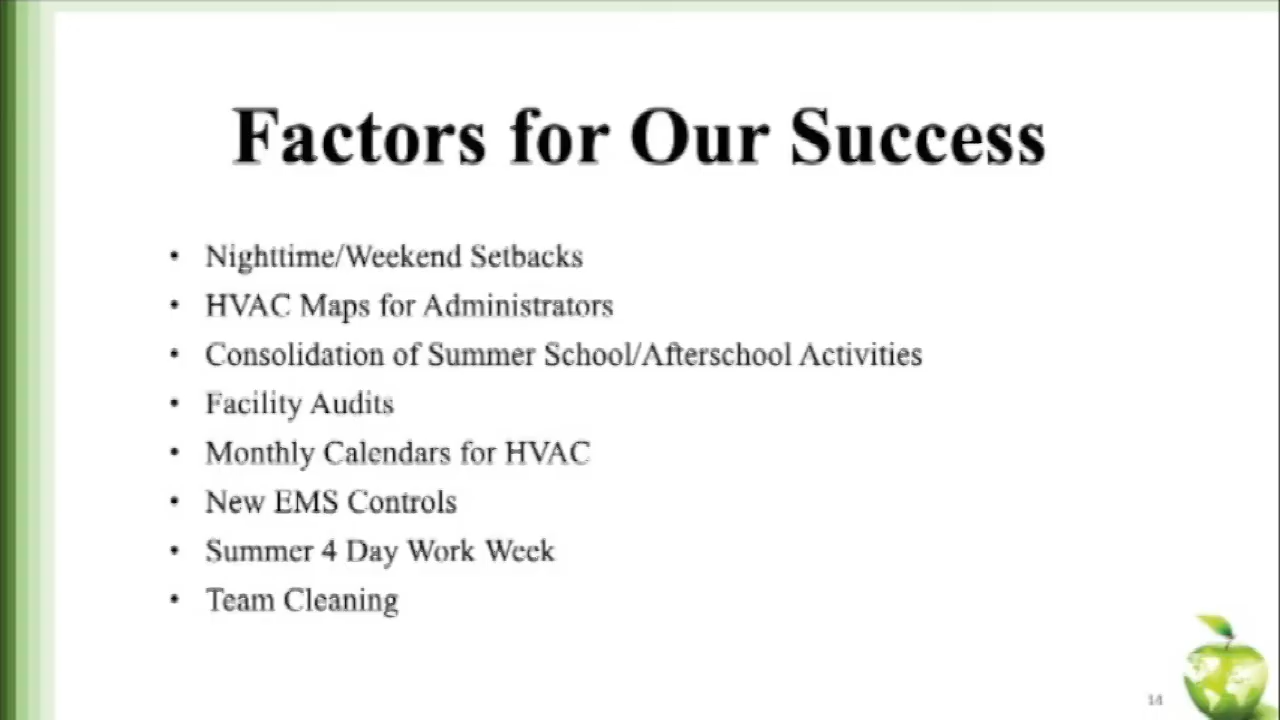 Factors for Our Success
• Nighttime/Weekend Setbacks
• HVAC Maps for Administrators
• Consolidation of Summer School/Afterschool Activities
• Facility Audits
• Monthly Calendars for HVAC
• New EMS Controls
• Summer 4 Day Work Week
• Team Cleaning
14